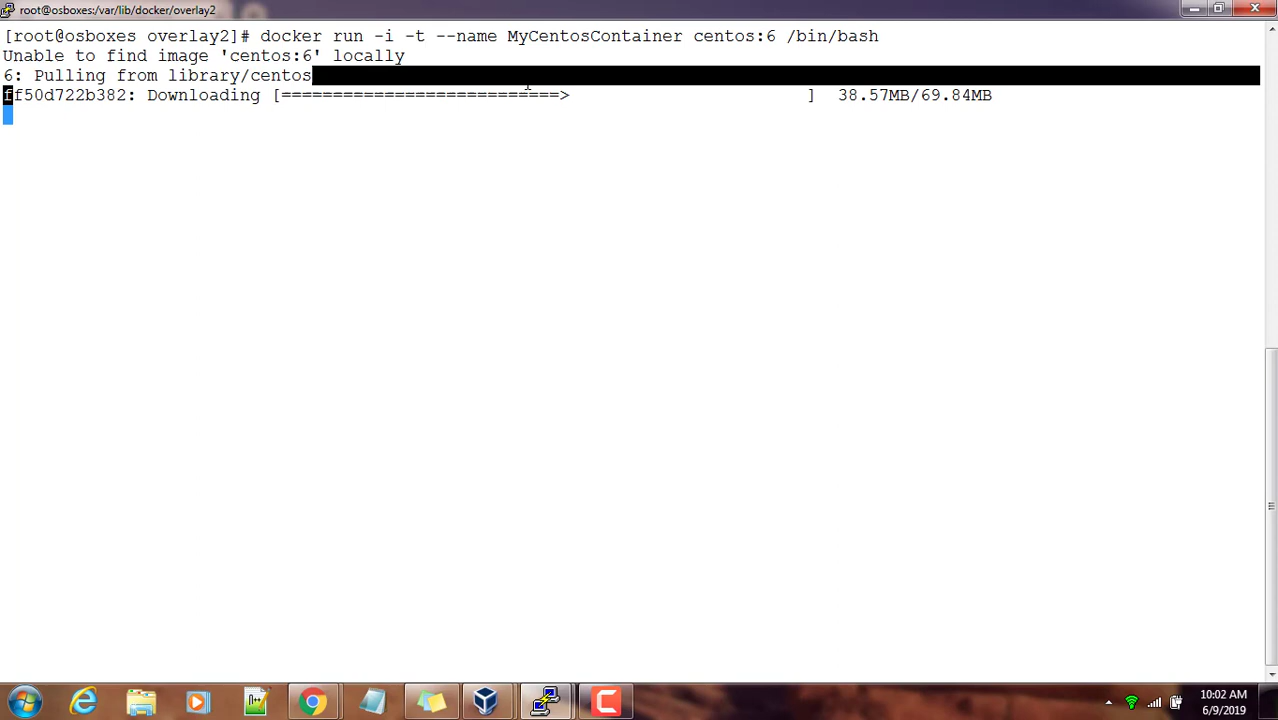 root@osboxes:/var/lib/docker/overlay2
[root@osboxes overlay2]# docker run -i -t --name MyCentosContainer centos:6 /bin/bash
Unable to find image 'centos:6' locally
6: Pulling from library/centos
ff50d722b382: Downloading [===========================>                       ]  38.57MB/69.84MB
10:02 AM
6/9/2019